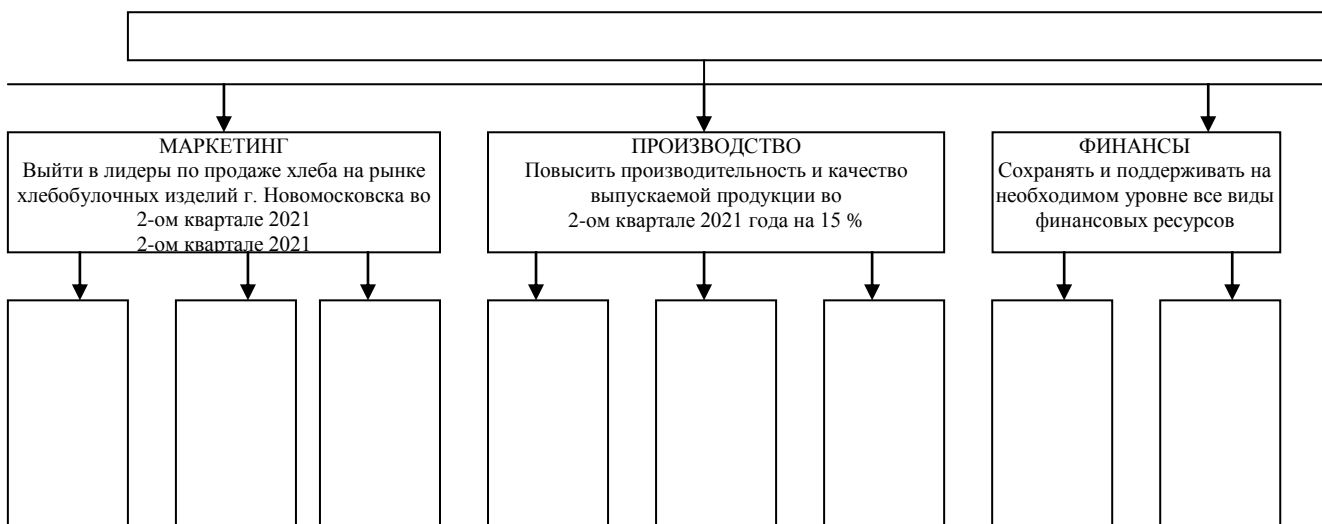 МАРКЕТИНГ
Выйти в лидеры по продаже хлеба на рынке
хлебобулочных изделий г. Новомосковска во
2-ом квартале 2021
2-ом квартале 2021
ПРОИЗВОДСТВО
Повысить производительность и качество
выпускаемой продукции во
2-ом квартале 2021 года на 15 %
ФИНАНСЫ
Сохранять и поддерживать на
необходимом уровне все виды
финансовых ресурсов